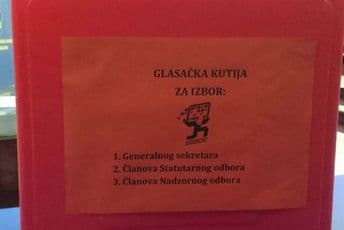 GLASAČKA KUTIJA
ZA IZBOR:
1. Generalnog sekretara
2. Članova Statutarnog odbora
3. Članova Nadzornog odbora